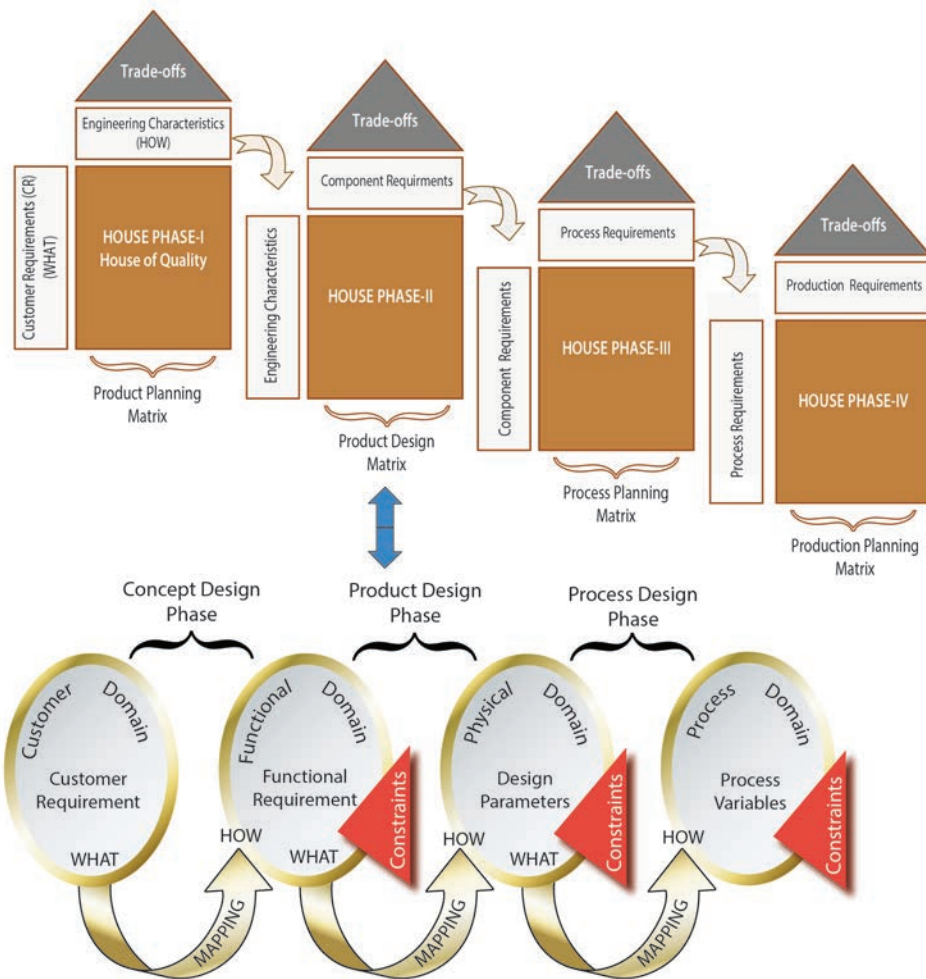 Trade-offs
Engineering Characteristics
(HOW)
Customer Requirements (CR)
(WHAT)
HOUSE PHASE-I
House of Quality
Product Planning
Matrix
Trade-offs
Component Requirments
Engineering Characteristics
HOUSE PHASE-II
Product Design
Matrix
Trade-offs
Process Requirements
Component Requirements
HOUSE PHASE-III
Process Planning
Matrix
Trade-offs
Production Requirements
Process Requirements
HOUSE PHASE-IV
Production Planning
Matrix
Concept Design
Phase
Product Design
Phase
Process Design
Phase
Customer Domain
Customer
Requirement
WHAT
MAPPING
HOW
Functional Domain
Functional
Requirement
WHAT
Constraints
MAPPING
HOW
Physical Domain
Design
Parameters
WHAT
Constraints
MAPPING
HOW
Process Domain
Process
Variables
Constraints